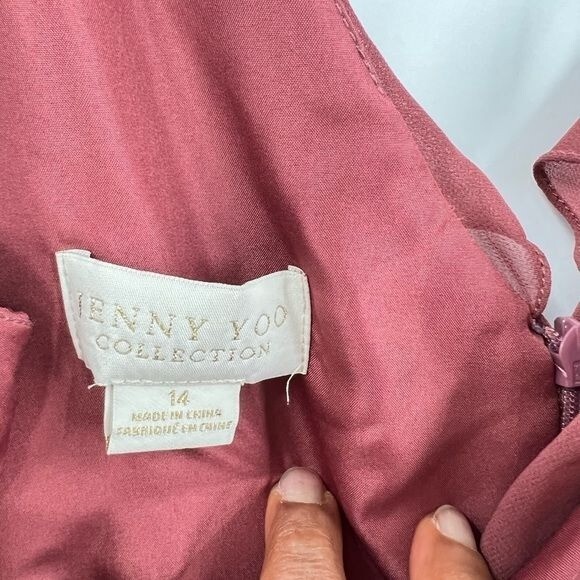 JENNY YOO
COLLECTION
14
MADE IN CHINA
FABRIQUÉ EN CHINE